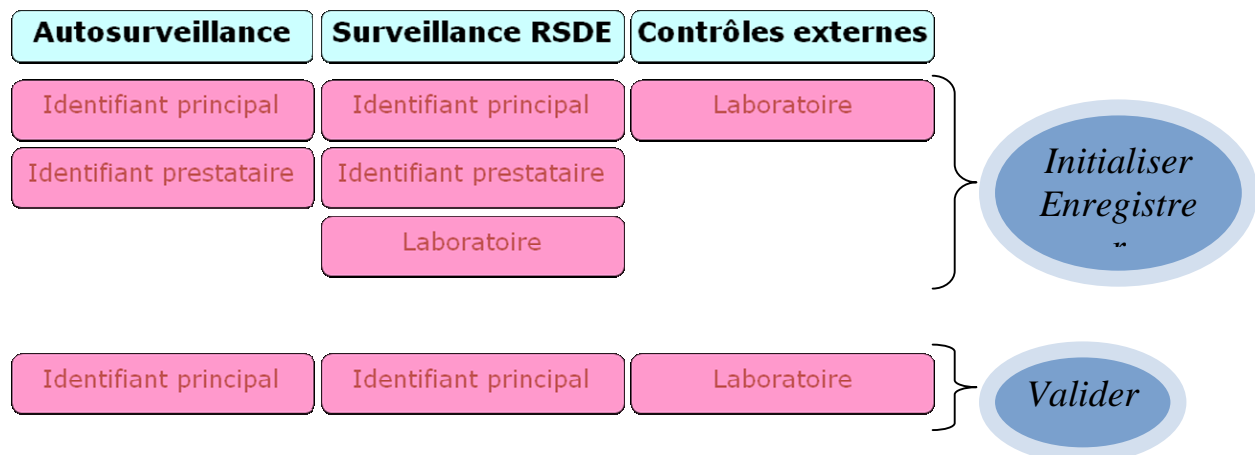 Autosurveillance Surveillance RSDE Contrôles externes
Identifiant principal Identifiant principal Laboratoire
Identifiant prestataire Identifiant prestataire
Laboratoire
Initialiser
Enregistre
r
Identifiant principal Identifiant principal Laboratoire
Valider